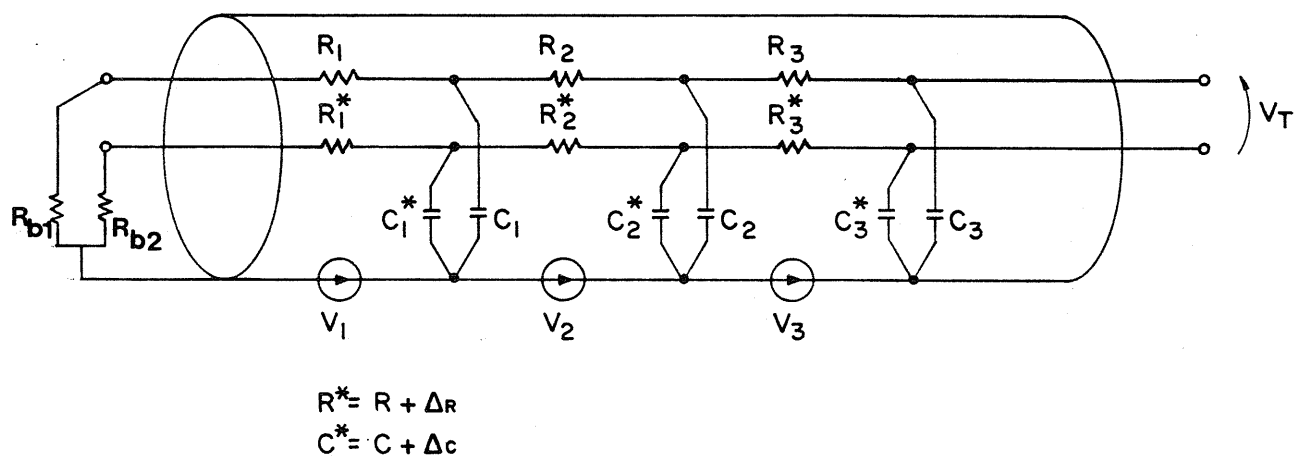 R1 R2 R3
R1* R2* R3*
VT
Rb1 Rb2 C1* C1 C2* C2 C3* C3
V1 V2 V3
R*= R + ΔR
C*= C + Δc